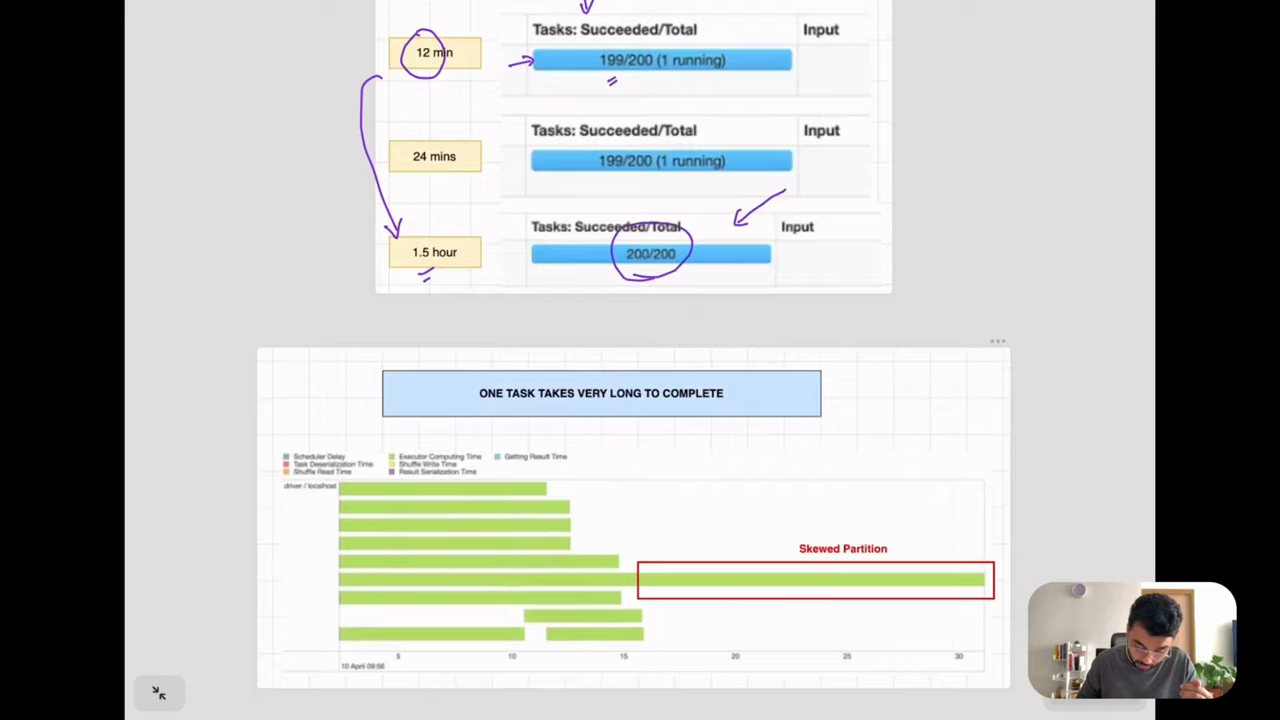 Tasks: Succeeded/Total Input
12 min
199/200 (1 running)
Tasks: Succeeded/Total Input
24 mins
199/200 (1 running)
Tasks: Succeeded/Total Input
1.5 hour
200/200
ONE TASK TAKES VERY LONG TO COMPLETE
Scheduler Delay Executor Computing Time Getting Result Time
Task Deserialization Time Shuffle Write Time
Shuffle Read Time Result Serialization Time
driver / localhost
Skewed Partition
5 10 15 20 25 30
10 April 09:56